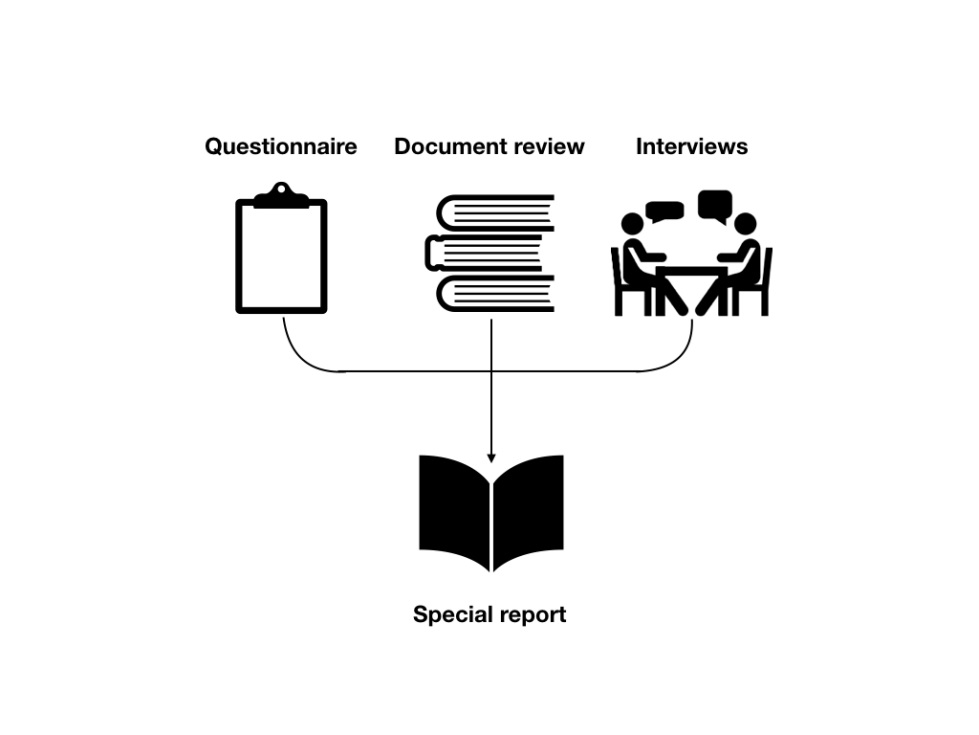 Questionnaire
Document review
Interviews
Special report